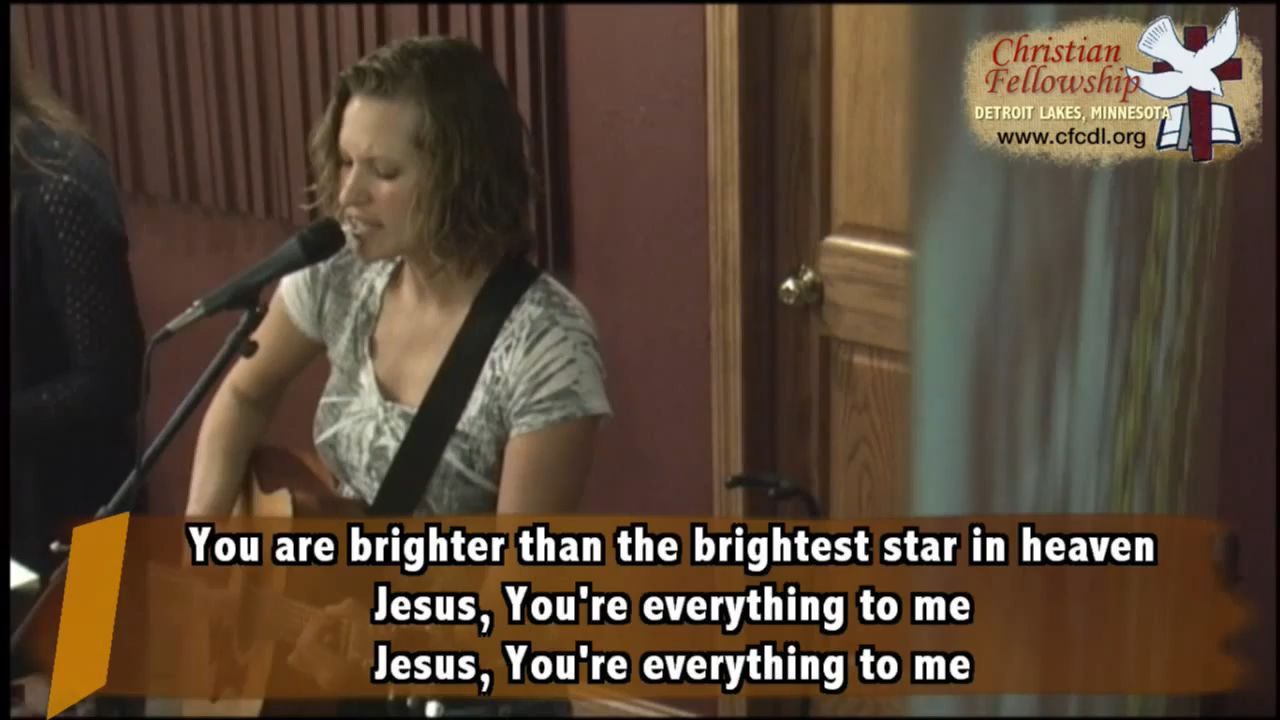 Christian
Fellowship
DETROIT LAKES, MINNESOTA
www.cfcdl.org
You are brighter than the brightest star in heaven
Jesus, You're everything to me
Jesus, You're everything to me